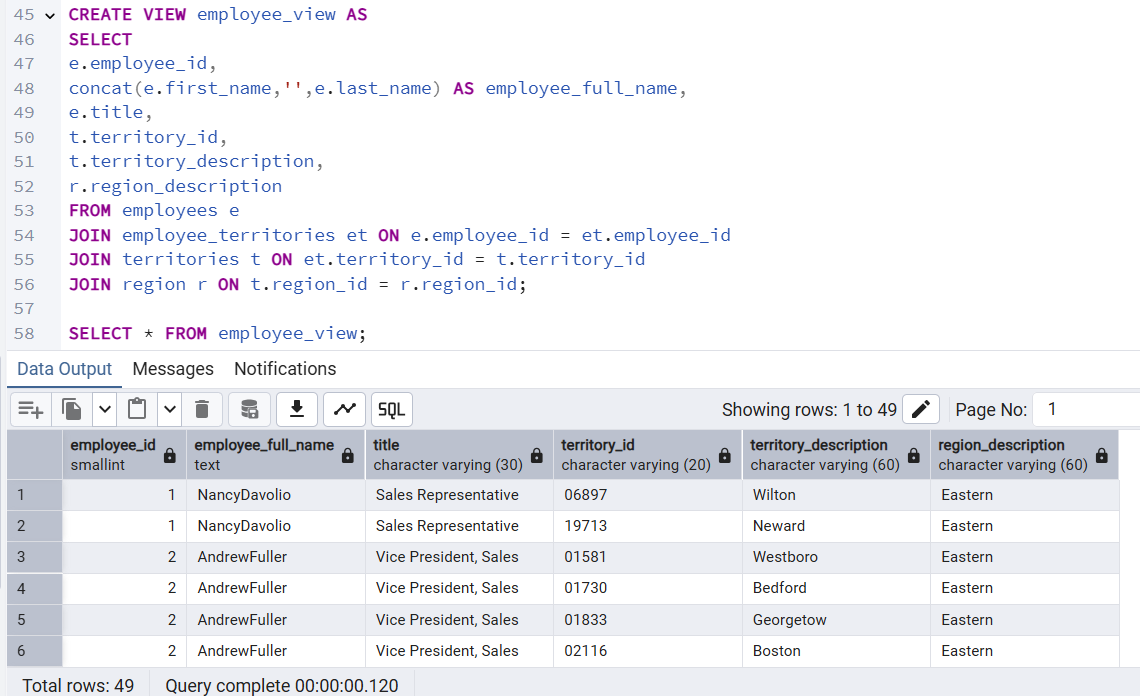 45 CREATE VIEW employee_view AS
46 SELECT
47 e.employee_id,
48 concat(e.first_name,'',e.last_name) AS employee_full_name,
49 e.title,
50 t.territory_id,
51 t.territory_description,
52 r.region_description
53 FROM employees e
54 JOIN employee_territories et ON e.employee_id = et.employee_id
55 JOIN territories t ON et.territory_id = t.territory_id
56 JOIN region r ON t.region_id = r.region_id;
57
58 SELECT * FROM employee_view;
Data Output Messages Notifications
SQL Showing rows: 1 to 49 Page No: 1
employee_id employee_full_name title territory_id territory_description region_description
smallint text character varying (30) character varying (20) character varying (60) character varying (60)
1 1 NancyDavolio Sales Representative 06897 Wilton Eastern
2 1 NancyDavolio Sales Representative 19713 Neward Eastern
3 2 AndrewFuller Vice President, Sales 01581 Westboro Eastern
4 2 AndrewFuller Vice President, Sales 01730 Bedford Eastern
5 2 AndrewFuller Vice President, Sales 01833 Georgetow Eastern
6 2 AndrewFuller Vice President, Sales 02116 Boston Eastern
Total rows: 49 Query complete 00:00:00.120